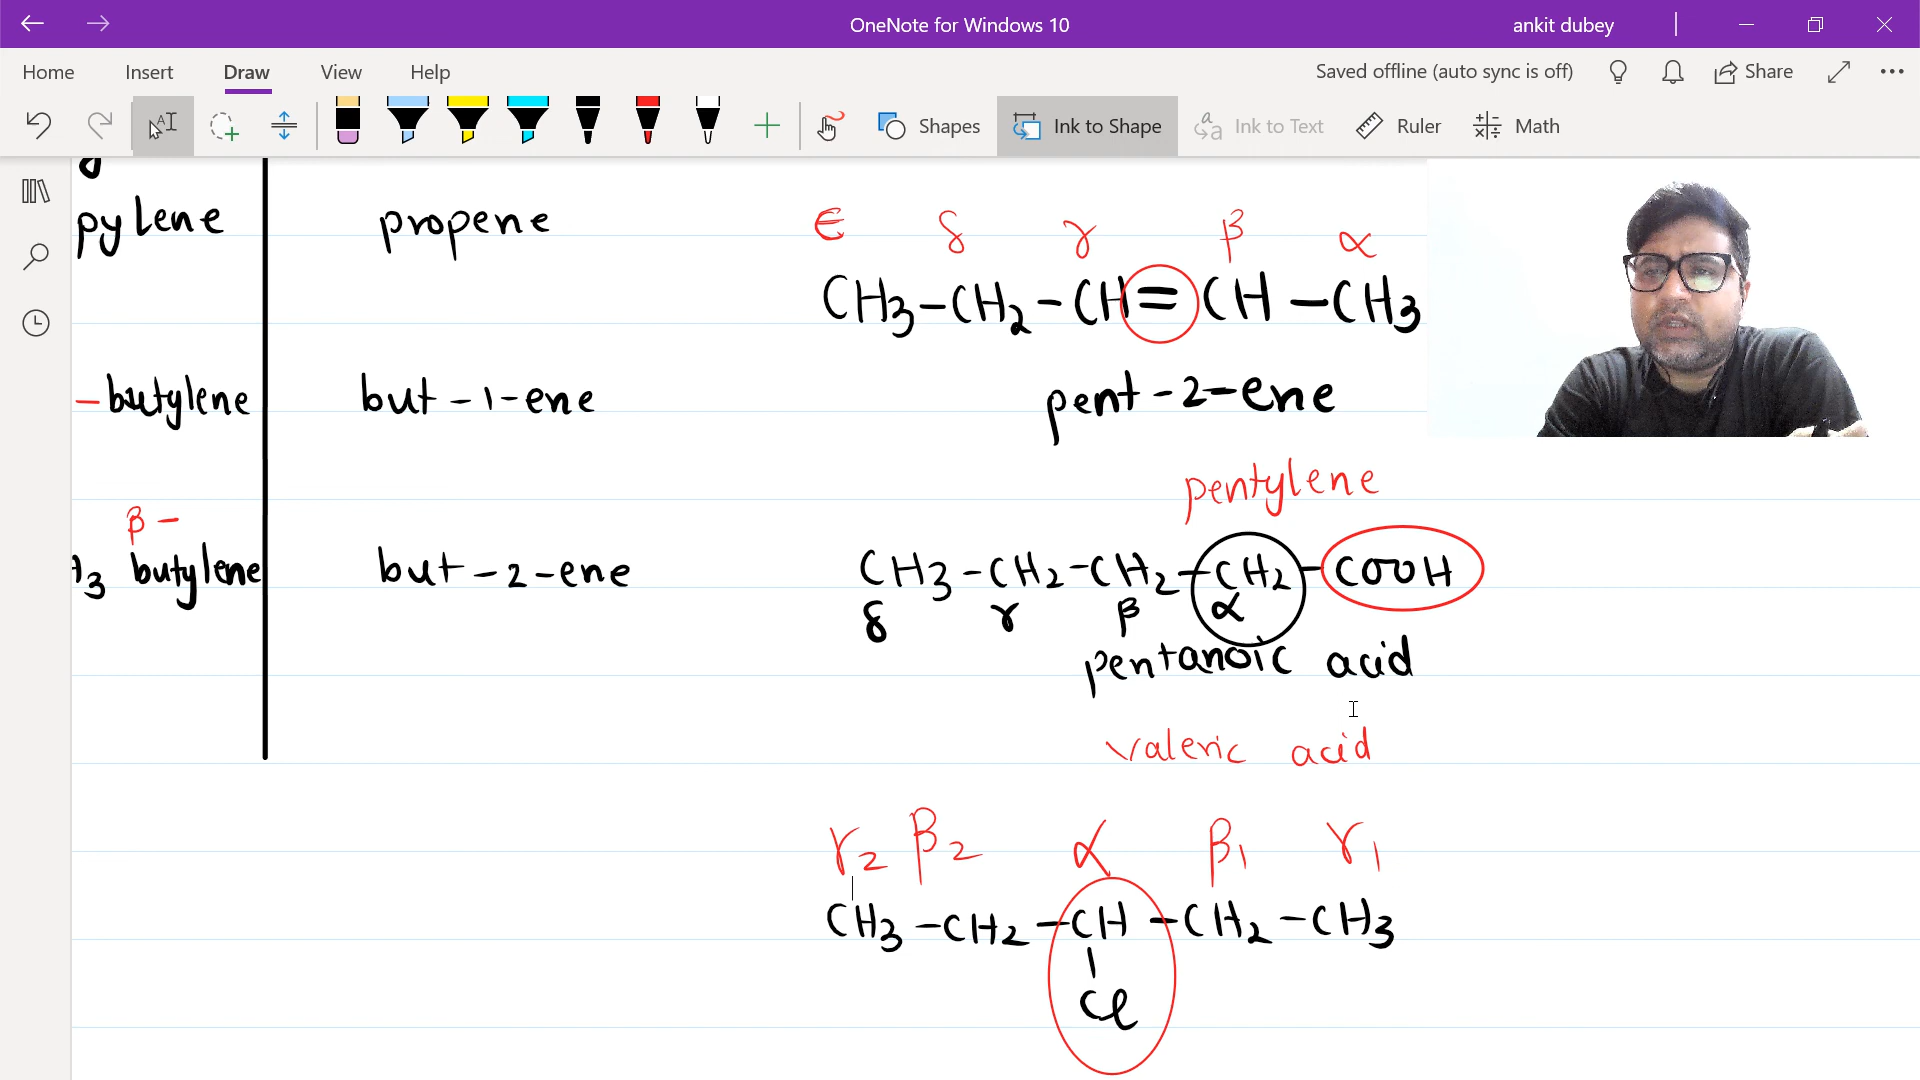 OneNote for Windows 10
ankit dubey
Home Insert Draw View Help
Saved offline (auto sync is off)
Share
Shapes
Ink to Shape
Ink to Text
Ruler
Math
pylene
propene
ϵ δ γ β α
CH3-CH2-CH=CH-CH3
-butylene
but-1-ene
pent-2-ene
pentylene
β-
butylene
but-2-ene
CH3-CH2-CH2-CH2-COOH
δ γ β α
pentanoic acid
valeric acid
γ2 β2 α β1 γ1
CH3-CH2-CH-CH2-CH3
Cl